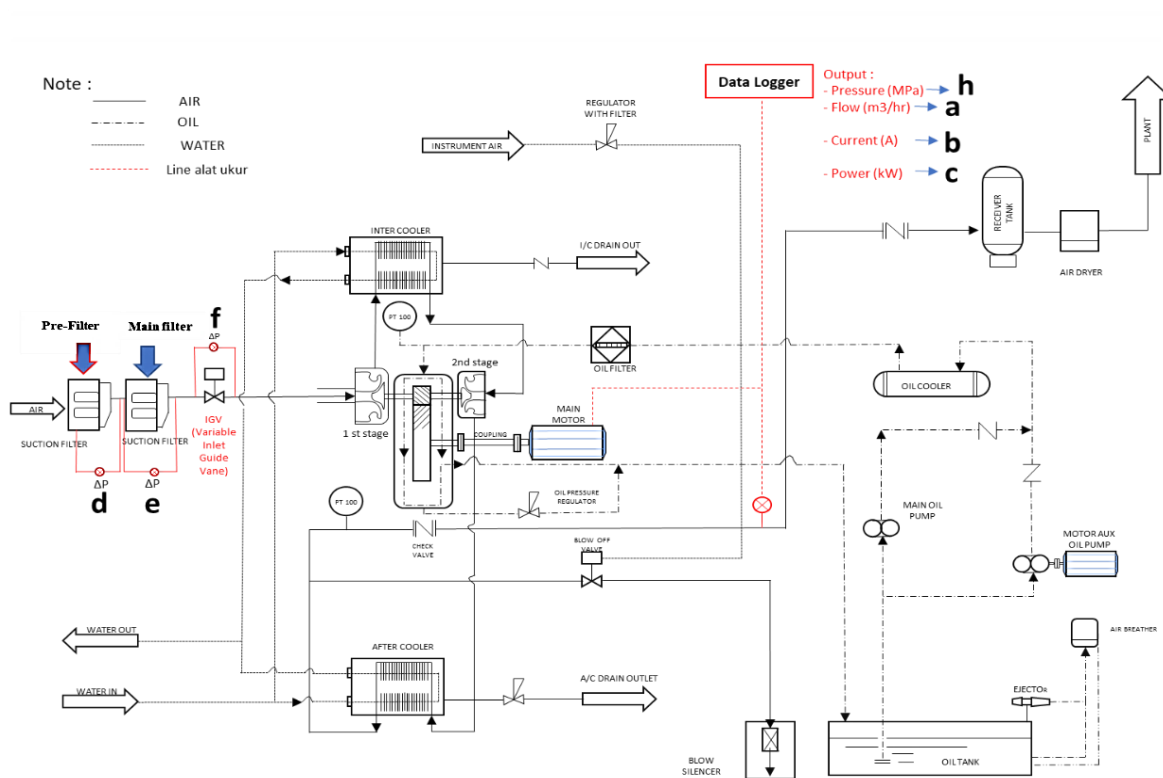 Note :
AIR
OIL
WATER
Line alat ukur
Data Logger
Output :
- Pressure (MPa)
h
- Flow (m3/hr)
a
- Current (A)
b
- Power (kW)
c
PLANT
REGULATOR
WITH FILTER
INSTRUMENT AIR
RECEIVER
TANK
AIR DRYER
INTER COOLER
I/C DRAIN OUT
PT 100
Pre-Filter
Main filter
f
ΔP
OIL FILTER
2nd stage
OIL COOLER
AIR
SUCTION FILTER
SUCTION FILTER
IGV
(Variable
Inlet
Guide
Vane)
1 st stage
COUPLING
MAIN
MOTOR
ΔP
d
ΔP
e
PT 100
OIL PRESSURE
REGULATOR
CHECK
VALVE
BLOW OFF
VALVE
MAIN OIL
PUMP
MOTOR AUX
OIL PUMP
WATER OUT
AIR BREATHER
AFTER COOLER
WATER IN
A/C DRAIN OUTLET
EJECTOR
BLOW
SILENCER
OIL TANK